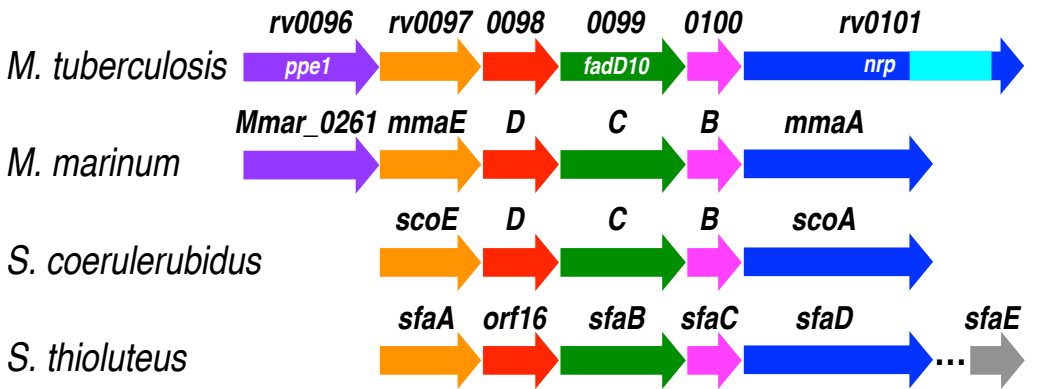 rv0096 rv0097 0098 0099 0100 rv0101
M. tuberculosis ppe1 fadD10 nrp
Mmar_0261 mmaE D C B mmaA
M. marinum
scoE D C B scoA
S. coerulerubidus
sfaA orf16 sfaB sfaC sfaD sfaE
S. thioluteus ...